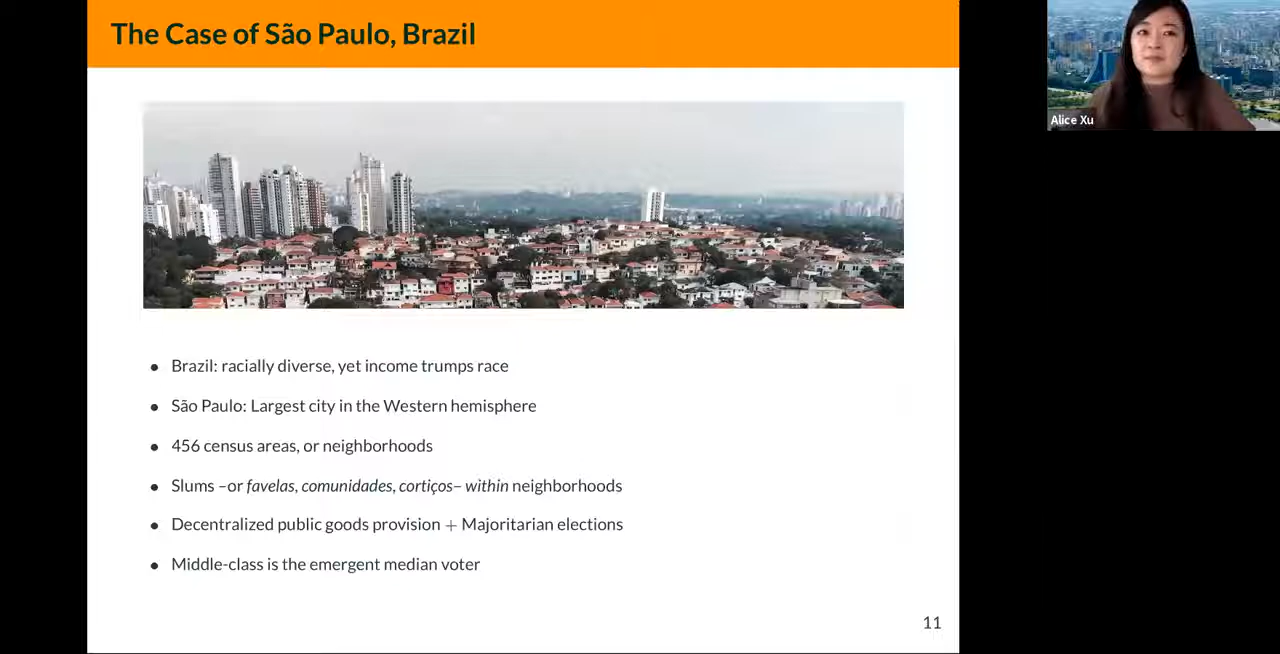 The Case of São Paulo, Brazil
Alice Xu
● Brazil: racially diverse, yet income trumps race
● São Paulo: Largest city in the Western hemisphere
● 456 census areas, or neighborhoods
● Slums –or favelas, comunidades, cortiços– within neighborhoods
● Decentralized public goods provision + Majoritarian elections
● Middle-class is the emergent median voter
11